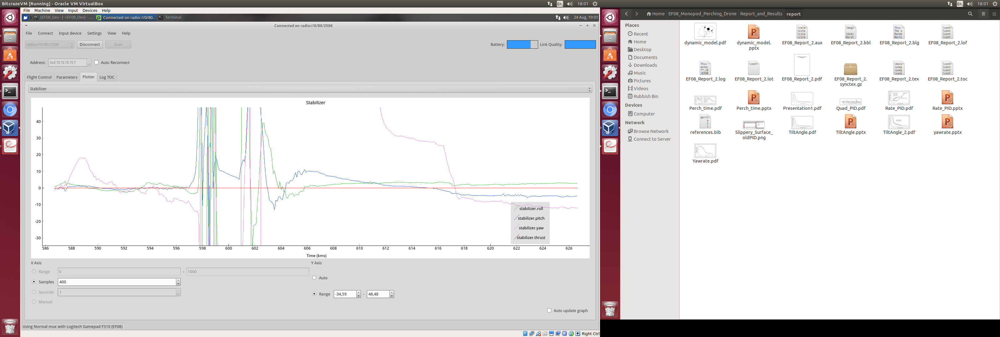 BitcrazeVM [Running] - Oracle VM VirtualBox
En
18:01
File Machine View Input Devices Help
[EF08_Dev - [~/EF08_Dev] - ....
Connected on radio://0/80...
Terminal
24 Aug, 19:01
Connected on radio://0/80/250K
File Connect Input device Settings View Help
radio://0/80/250K
Disconnect
Scan
Battery:
Link Quality:
Address: 0xE7E7E7E7E7
Auto Reconnect
Flight Control Parameters Plotter Log TOC
Stabilizer
Stabilizer
40
30
20
10
0
-10
-20
-30
stabilizer.roll
stabilizer.pitch
stabilizer.yaw
stabilizer.thrust
586 588 590 592 594 596 598 600 602 604 606 608 610 612 614 616 618 620 622 624 626
Time (kms)
X Axis
Range 0 - 1000
Samples 400
Seconds 1
Manual
Y Axis
Auto
Range -34,59 - 48,48
Auto update graph
Using Normal mux with Logitech Gamepad F310 (EF08)
Right Ctrl
En
18:01
Home EF08_Monopod_Perching_Drone Report_and_Results report
Places
Recent
Home
Desktop
Documents
Downloads
Music
Pictures
Videos
Rubbish Bin
Devices
Computer
Network
Browse Network
Connect to Server
dynamic_model.pdf
dynamic_model.
pptx
EF08_Report_2.aux
EF08_Report_2.bbl
EF08_Report_2.blg
EF08_Report_2.lof
EF08_Report_2.log
EF08_Report_2.lot
EF08_Report_2.pdf
EF08_Report_2.
synctex.gz
EF08_Report_2.tex
EF08_Report_2.toc
Perch_time.pdf
Perch_time.pptx
Presentation1.pdf
Quad_PID.pdf
Rate_PID.pdf
Rate_PID.pptx
references.bib
Slippery_Surface_
oldPID.png
TiltAngle.pdf
TiltAngle.pptx
TiltAngle_2.pdf
yawrate.pptx
Yawrate.pdf